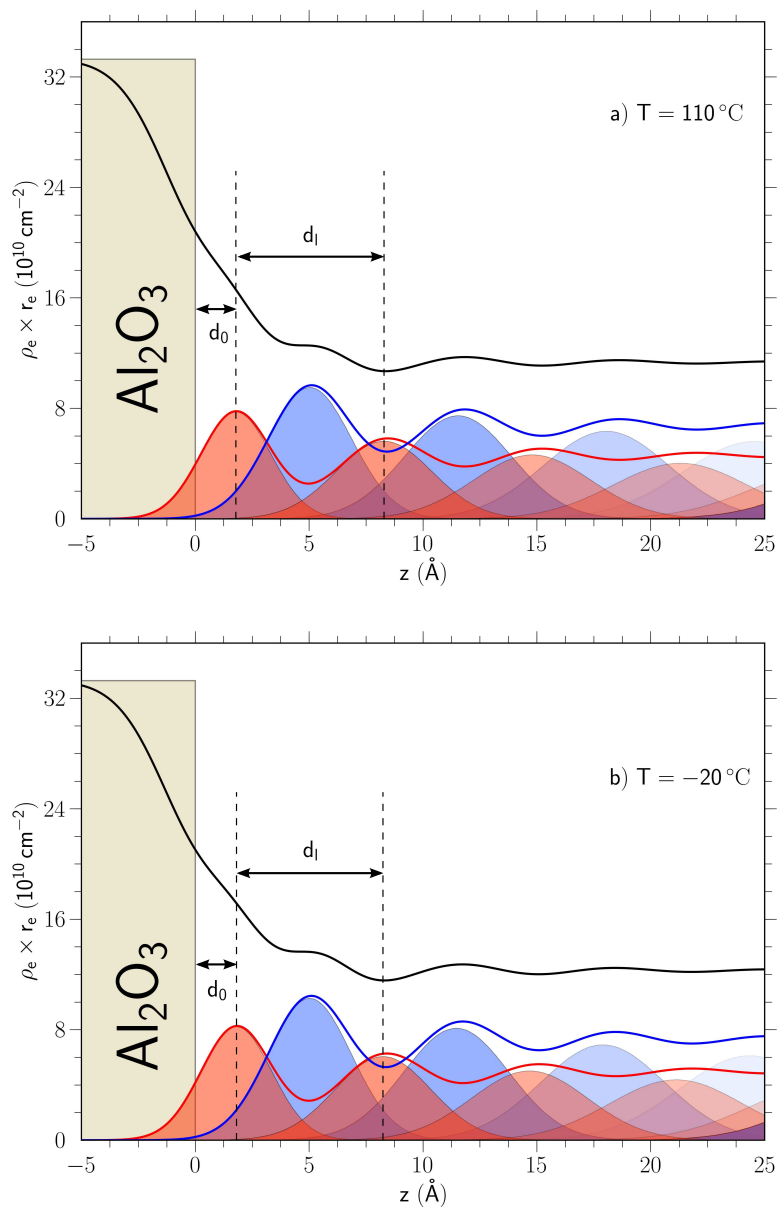 a) T = 110 °C
ρₑ × rₑ (10¹⁰ cm⁻²)
32
24
16
8
0
Al₂O₃
d₀
dₗ
−5 0 5 10 15 20 25
z (Å)
b) T = −20 °C
ρₑ × rₑ (10¹⁰ cm⁻²)
32
24
16
8
0
Al₂O₃
d₀
dₗ
−5 0 5 10 15 20 25
z (Å)